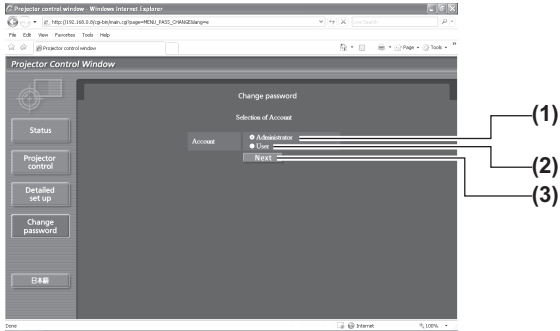 Projector control window - Windows Internet Explorer
http://192.168.0.8/cgi-bin/main.cgi?page=MENU_PASS_CHANGE&lang=e
Live Search
File Edit View Favorites Tools Help
Projector control window
Page Tools
Projector Control Window
Change password
Selection of Account
Account
Administrator
User
Next
Status
Projector control
Detailed set up
Change password
日本語
(1)
(2)
(3)
Done
Internet
100%